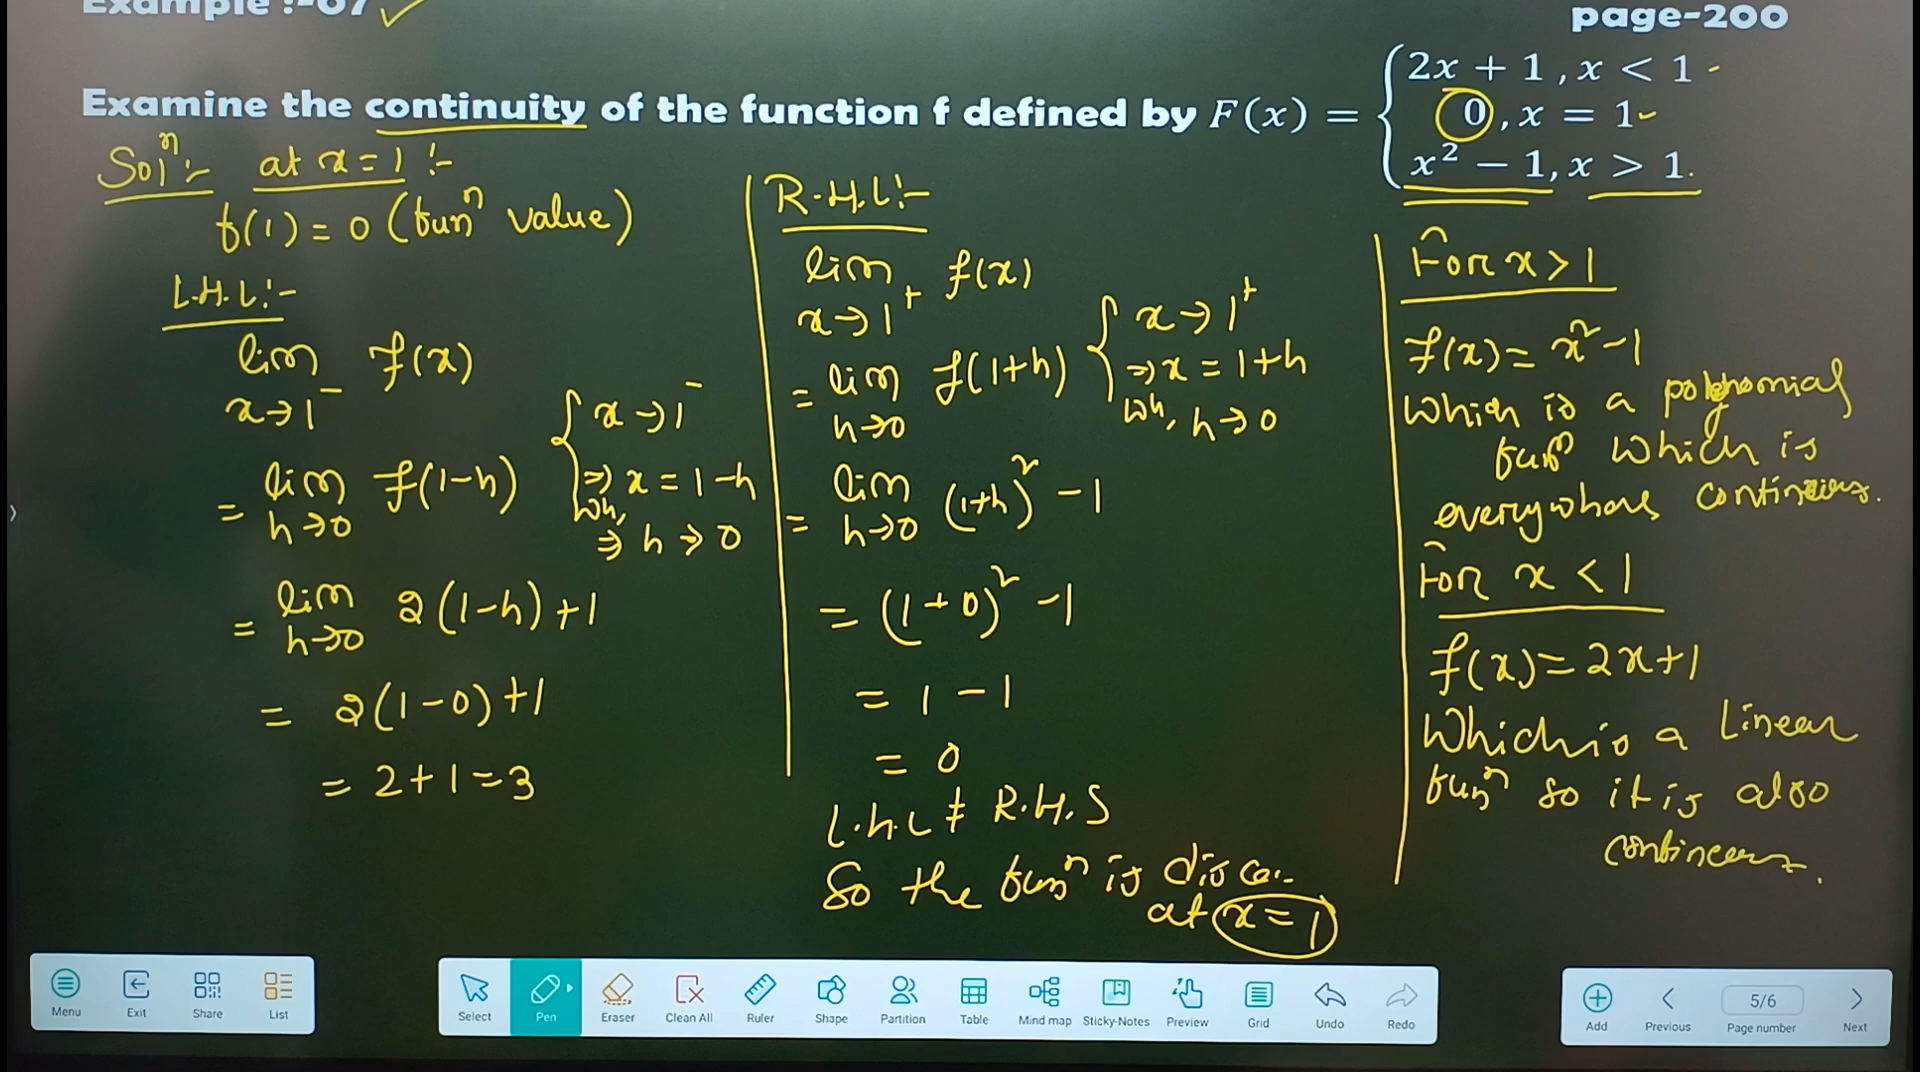 Example :-07
page-200
Examine the continuity of the function f defined by F(x) = { 2x + 1 , x < 1
0 , x = 1
x² − 1, x > 1.
Solⁿ:- at x = 1 :-
f(1) = 0 (funⁿ value)
L.H.L:-
lim f(x)
x→1⁻
= lim f(1-h)
h→0
{ x→1⁻
⇒ x = 1-h
wh,
⇒ h→0
= lim 2(1-h)+1
h→0
= 2(1-0)+1
= 2+1=3
R.H.L:-
lim f(x)
x→1⁺
= lim f(1+h)
h→0
{ x→1⁺
⇒ x = 1+h
wh, h→0
= lim (1+h)² - 1
h→0
= (1+0)² - 1
= 1 - 1
= 0
L.h.L ≠ R.H.S
So the funⁿ is discon.
at x = 1
For x > 1
f(x) = x² - 1
which is a polynomial
funⁿ which is
everywhere
For x < 1
f(x) = 2x+1
Which is a Linear
funⁿ so it is also
Menu
Exit
Share
List
Select
Pen
Eraser
Clean All
Ruler
Shape
Partition
Table
Mind map
Sticky-Notes
Preview
Grid
Undo
Redo
Add
Previous
5/6
Page number
Next